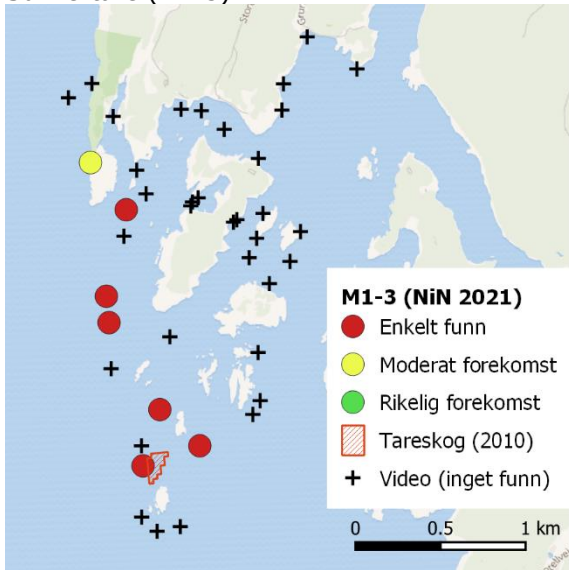 M1-3 (NiN 2021)
Enkelt funn
Moderat forekomst
Rikelig forekomst
Tareskog (2010)
Video (inget funn)
0 0.5 1 km